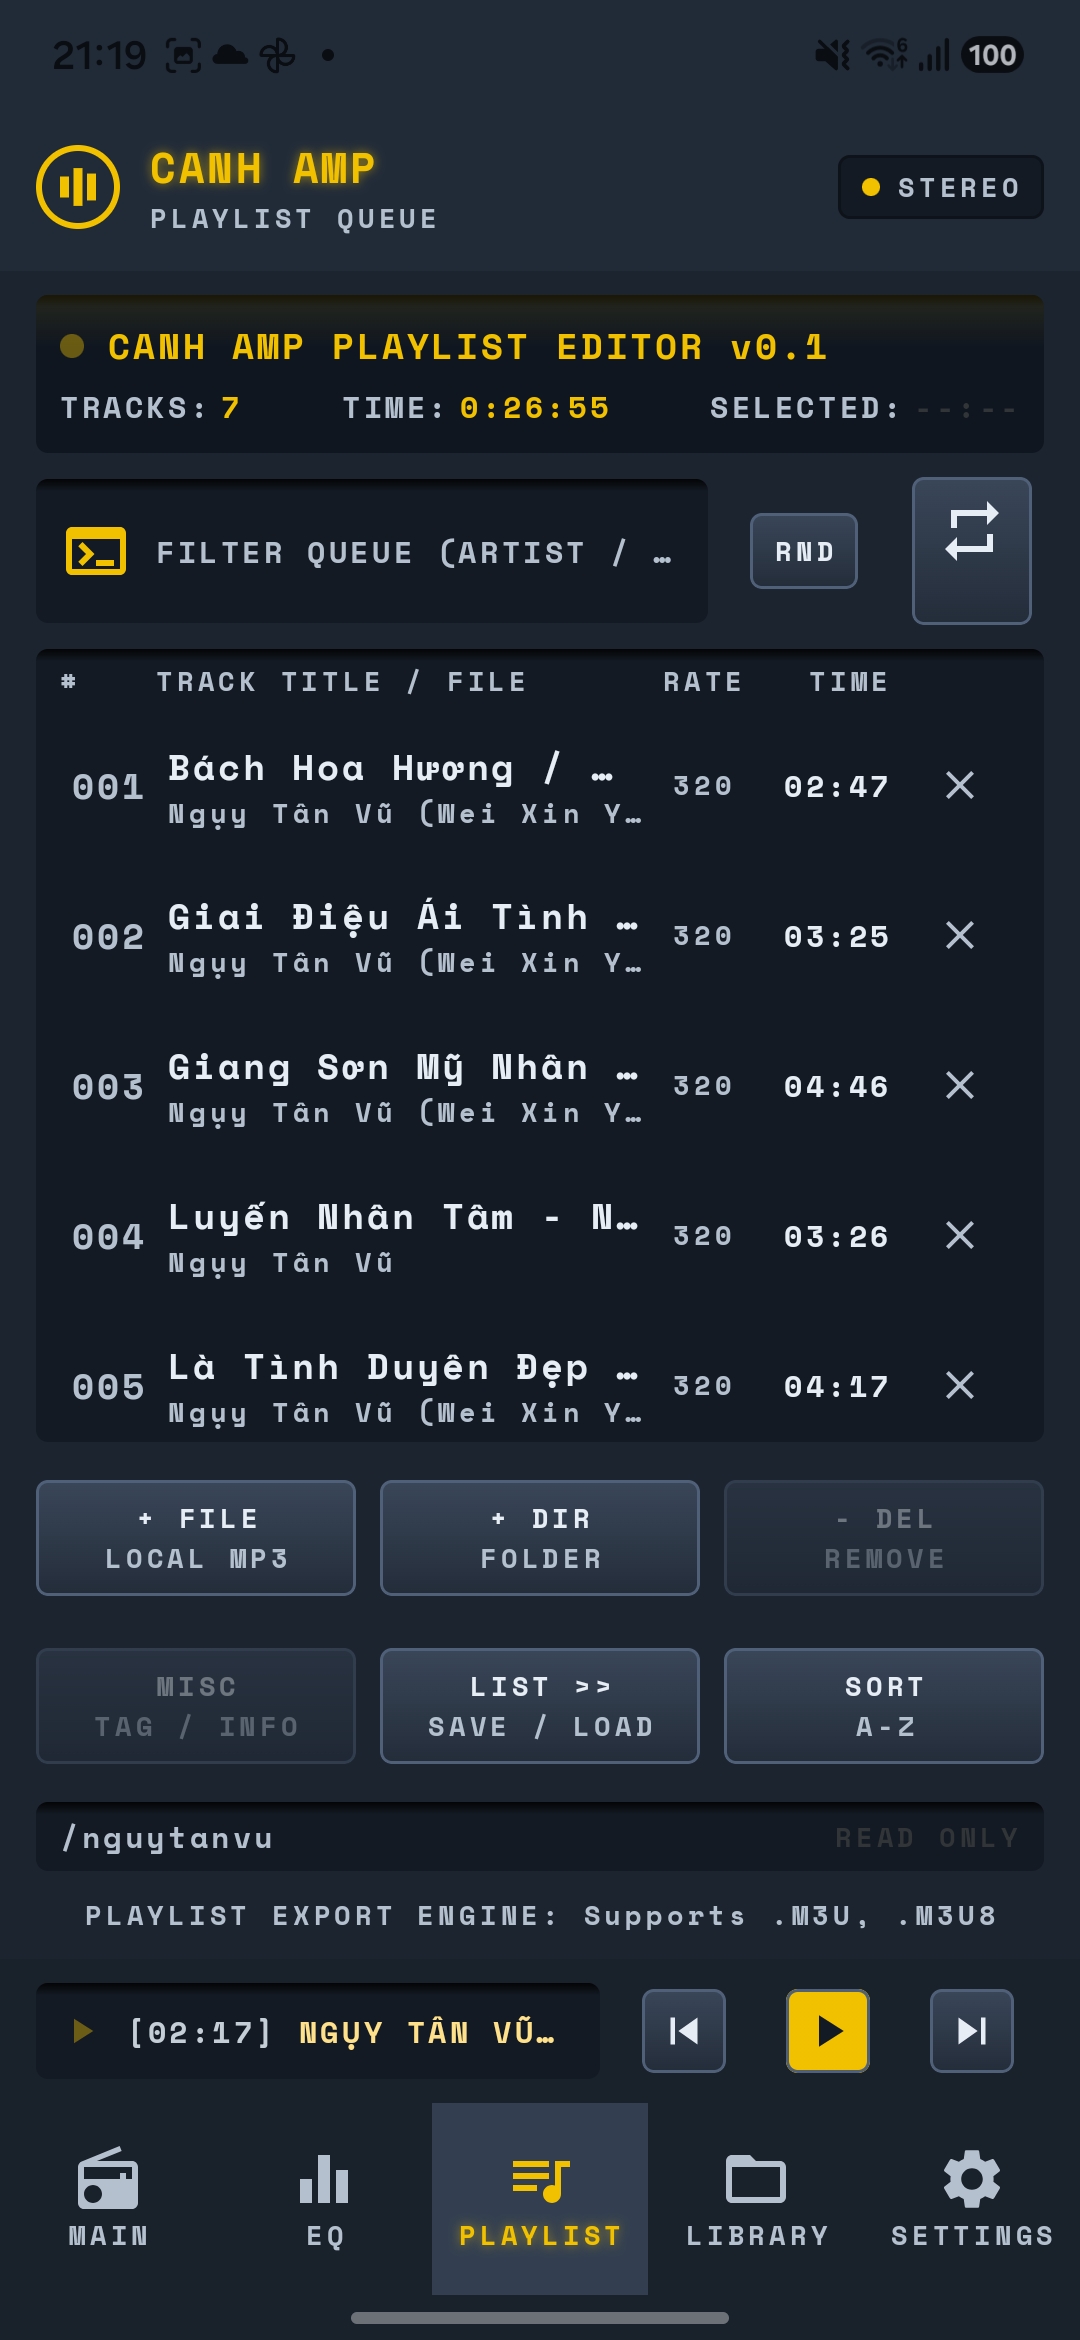 21:19
6
100
CANH AMP
PLAYLIST QUEUE
STEREO
CANH AMP PLAYLIST EDITOR v0.1
TRACKS: 7 TIME: 0:26:55 SELECTED: --:--
FILTER QUEUE (ARTIST / …
RND
# TRACK TITLE / FILE RATE TIME
001 Bách Hoa Hương / … 320 02:47
Ngụy Tân Vũ (Wei Xin Y…
002 Giai Điệu Ái Tình … 320 03:25
Ngụy Tân Vũ (Wei Xin Y…
003 Giang Sơn Mỹ Nhân … 320 04:46
Ngụy Tân Vũ (Wei Xin Y…
004 Luyến Nhân Tâm - N… 320 03:26
Ngụy Tân Vũ
005 Là Tình Duyên Đẹp … 320 04:17
Ngụy Tân Vũ (Wei Xin Y…
+ FILE
LOCAL MP3
+ DIR
FOLDER
- DEL
REMOVE
MISC
TAG / INFO
LIST >>
SAVE / LOAD
SORT
A-Z
/nguytanvu READ ONLY
PLAYLIST EXPORT ENGINE: Supports .M3U, .M3U8
[02:17] NGỤY TÂN VŨ…
MAIN
EQ
PLAYLIST
LIBRARY
SETTINGS